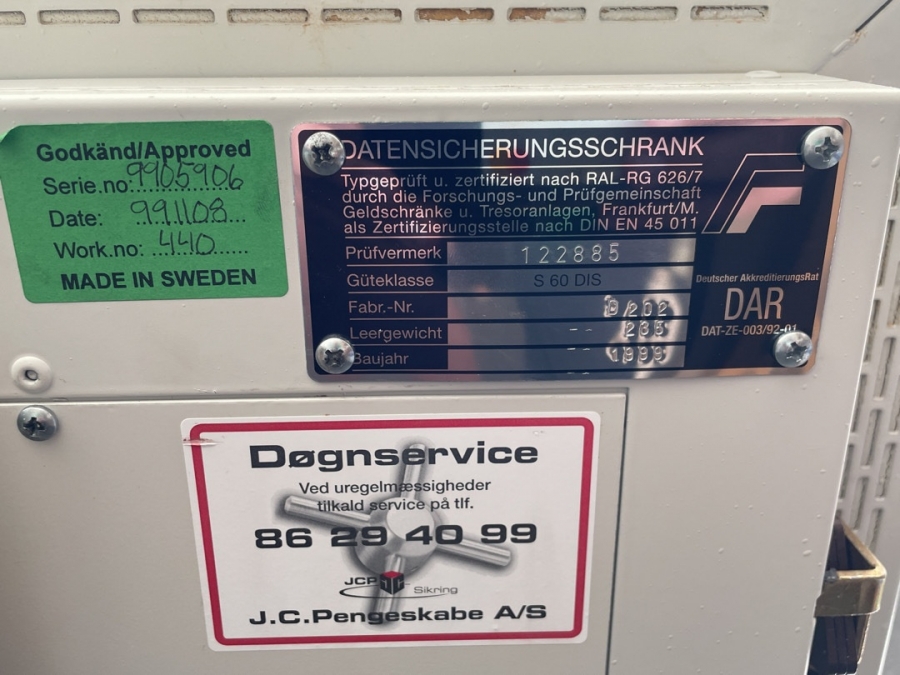 Godkänd/Approved
Serie.no: 9905906
Date: 991108
Work.no: 440
MADE IN SWEDEN
DATENSICHERUNGSSCHRANK
Typgeprüft u. zertifiziert nach RAL-RG 626/7
durch die Forschungs- und Prüfgemeinschaft
Geldschränke u. Tresoranlagen, Frankfurt/M.
als Zertifizierungsstelle nach DIN EN 45 011
Prüfvermerk 122885
Güteklasse S 60 DIS
Fabr.-Nr. D/202
Leergewicht 285
Baujahr 1999
Deutscher AkkreditierungsRat
DAR
DAT-ZE-003/92-01
Døgnservice
Ved uregelmæssigheder
tilkald service på tlf.
86 29 40 99
JCP Sikring
J.C.Pengeskabe A/S